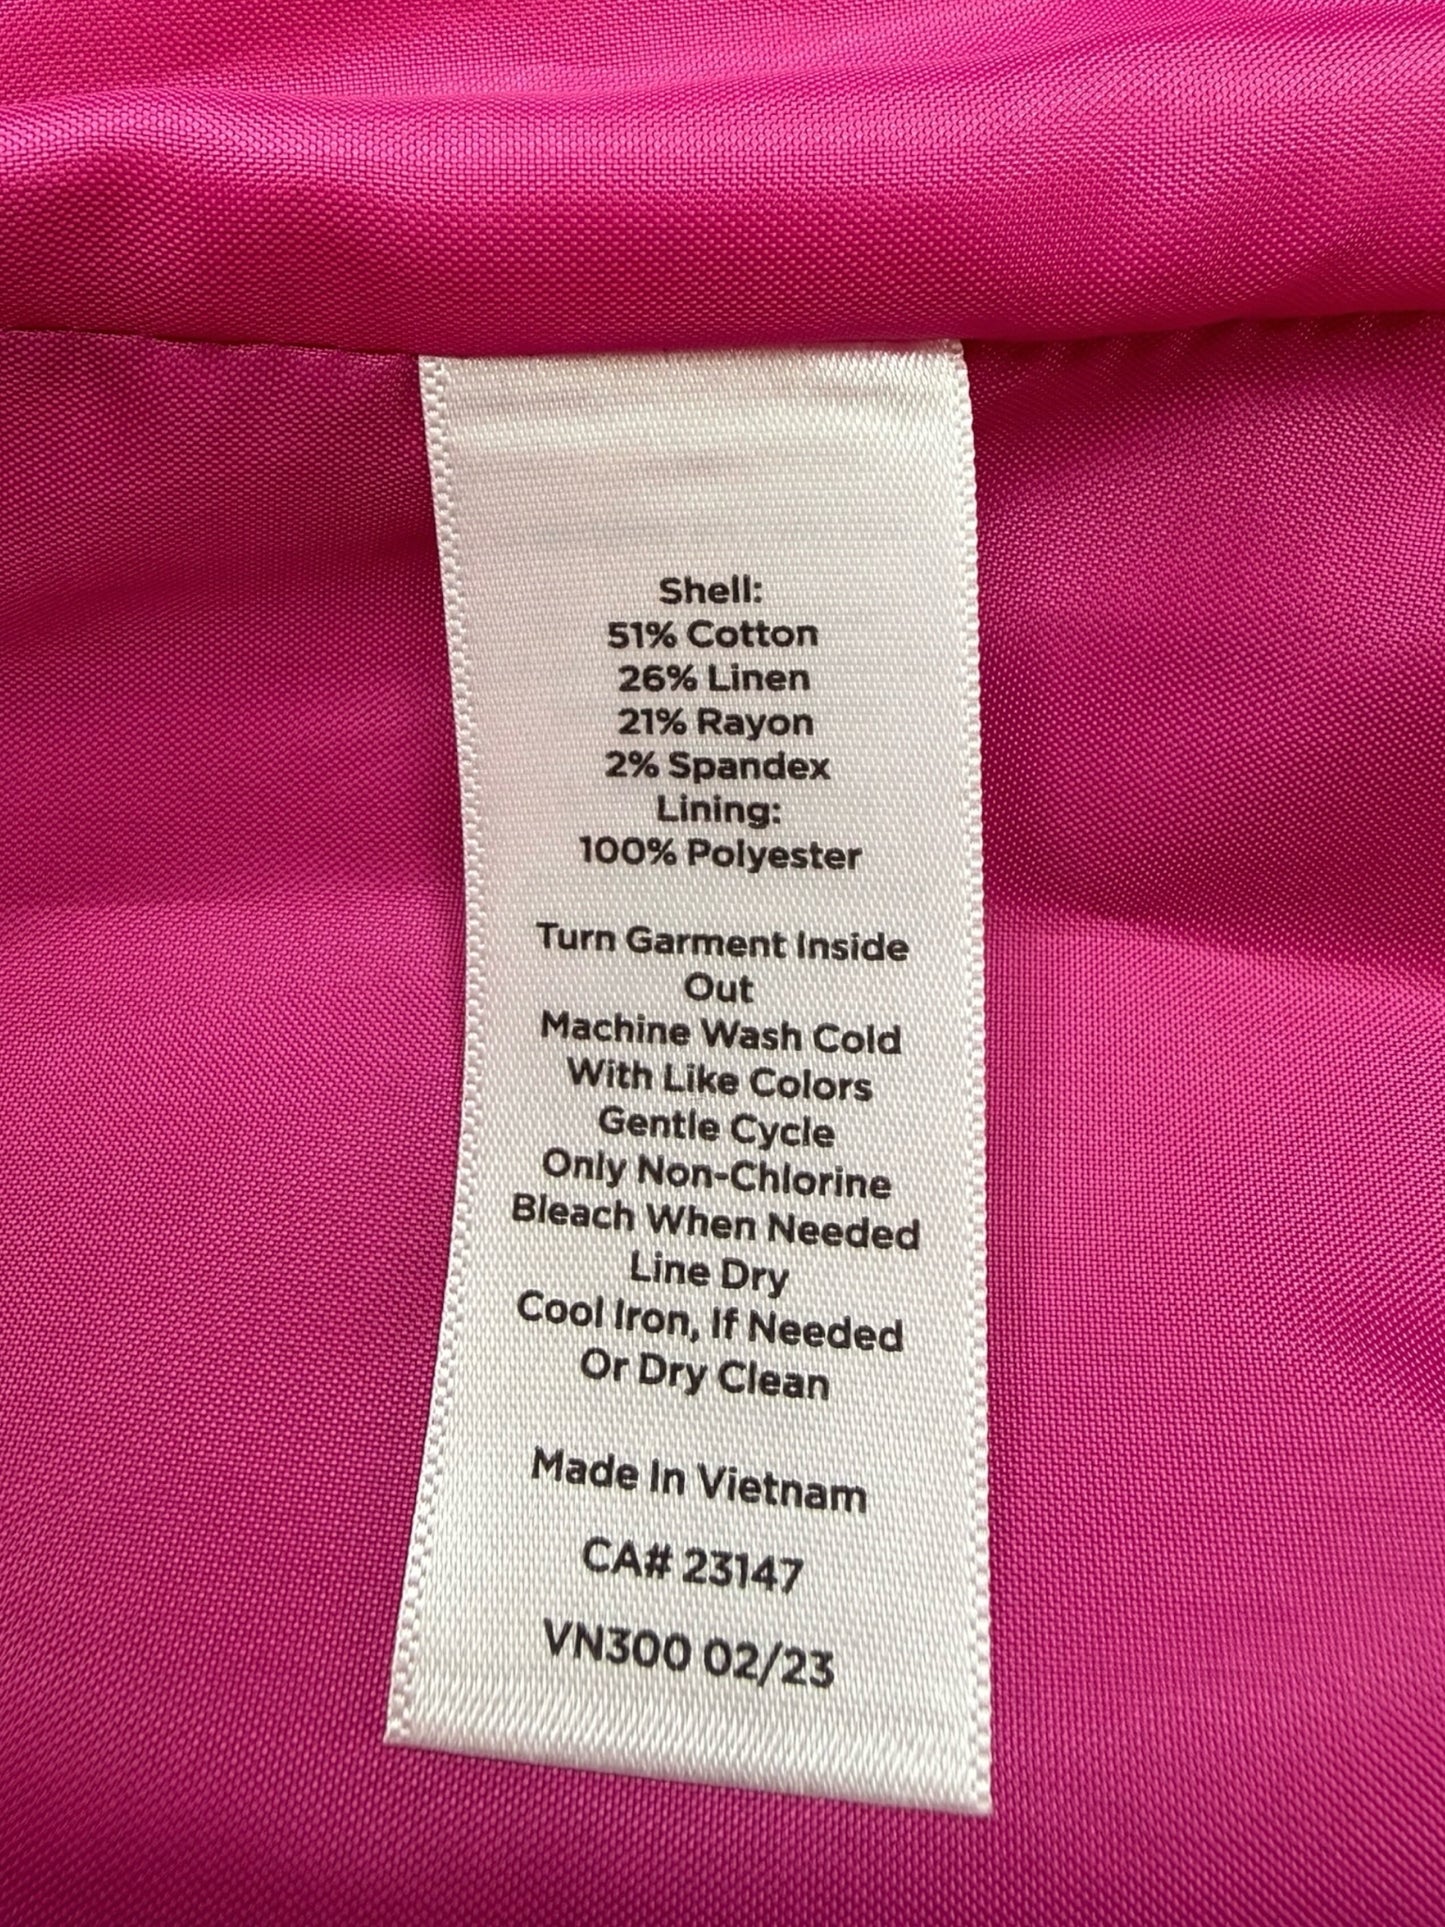 Shell:
51% Cotton
26% Linen
21% Rayon
2% Spandex
Lining:
100% Polyester
Turn Garment Inside
Out
Machine Wash Cold
With Like Colors
Gentle Cycle
Only Non-Chlorine
Bleach When Needed
Line Dry
Cool Iron, If Needed
Or Dry Clean
Made In Vietnam
CA# 23147
VN300 02/23